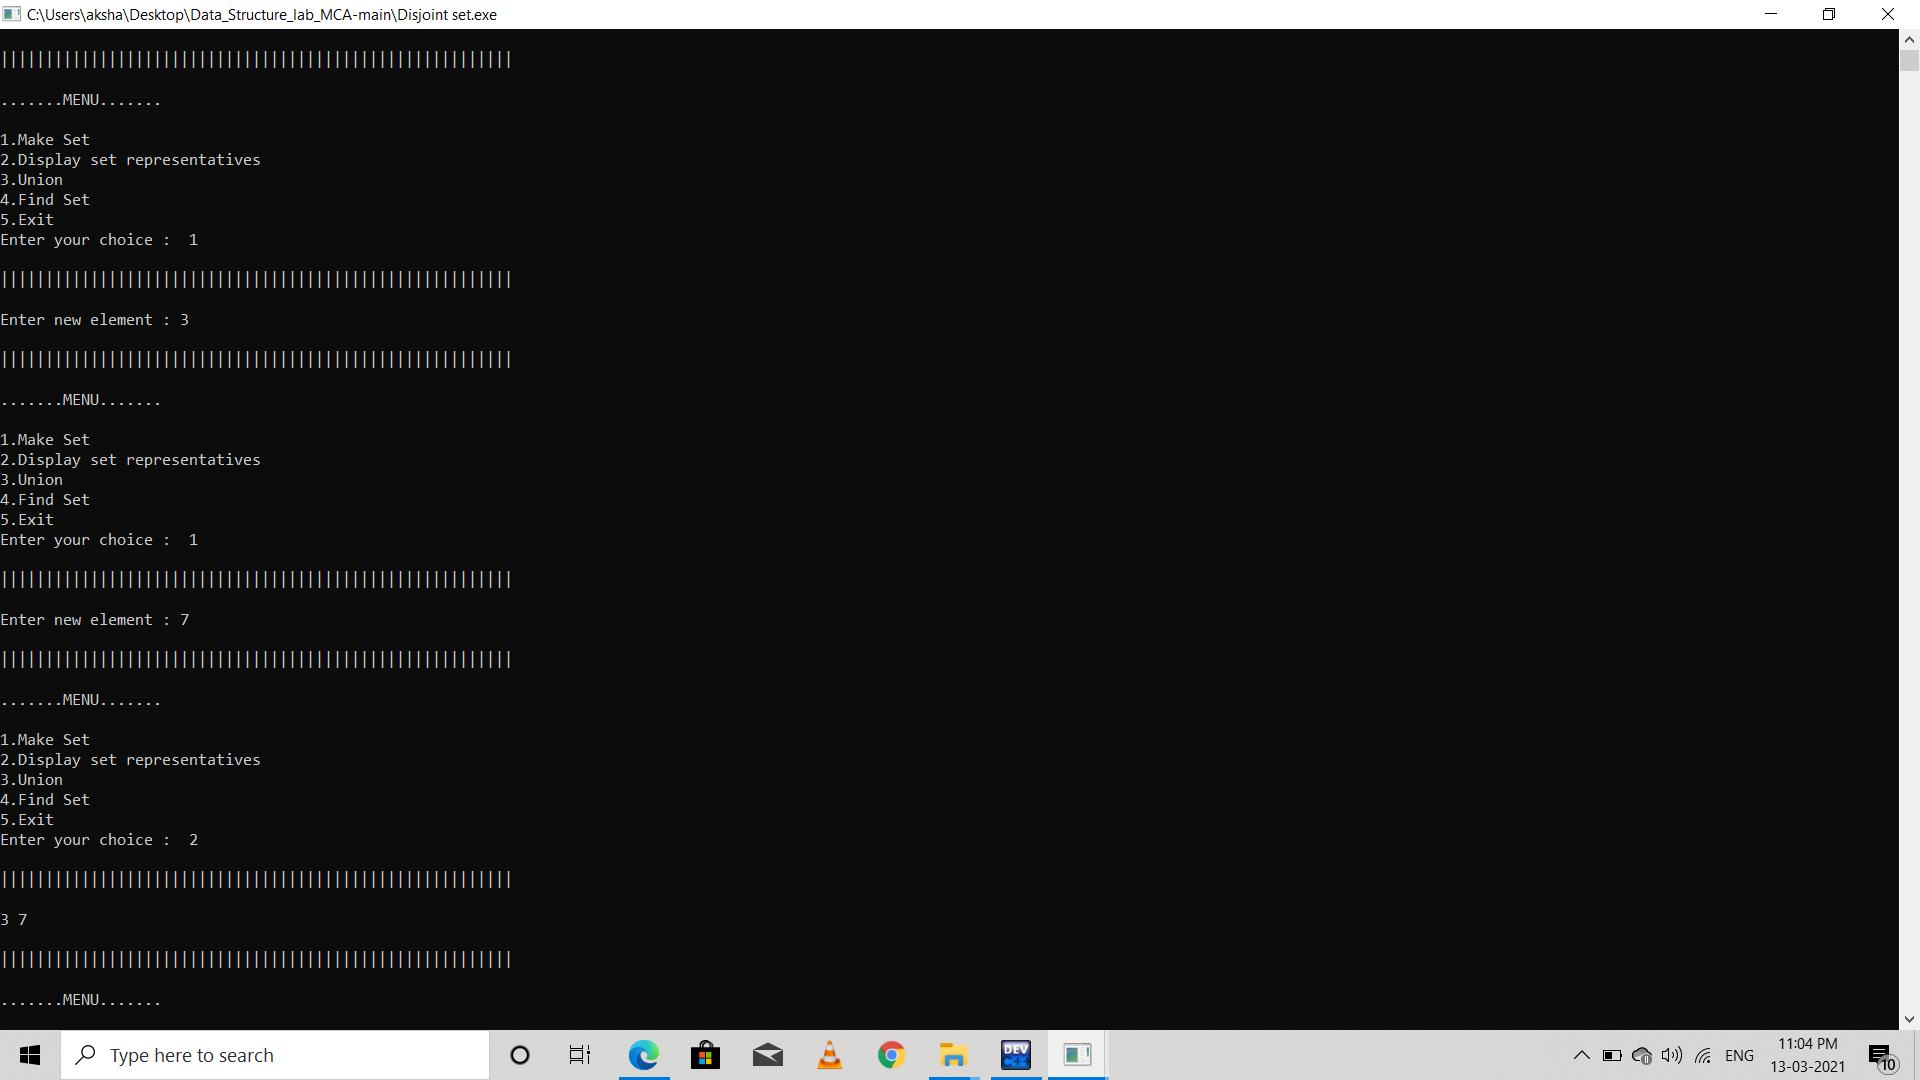 C:\Users\aksha\Desktop\Data_Structure_lab_MCA-main\Disjoint set.exe
|||||||||||||||||||||||||||||||||||||||||||||||||||||||||
.......MENU.......
1.Make Set
2.Display set representatives
3.Union
4.Find Set
5.Exit
Enter your choice :  1
|||||||||||||||||||||||||||||||||||||||||||||||||||||||||
Enter new element : 3
|||||||||||||||||||||||||||||||||||||||||||||||||||||||||
.......MENU.......
1.Make Set
2.Display set representatives
3.Union
4.Find Set
5.Exit
Enter your choice :  1
|||||||||||||||||||||||||||||||||||||||||||||||||||||||||
Enter new element : 7
|||||||||||||||||||||||||||||||||||||||||||||||||||||||||
.......MENU.......
1.Make Set
2.Display set representatives
3.Union
4.Find Set
5.Exit
Enter your choice :  2
|||||||||||||||||||||||||||||||||||||||||||||||||||||||||
3 7
|||||||||||||||||||||||||||||||||||||||||||||||||||||||||
.......MENU.......
Type here to search
DEV
C++
ENG
11:04 PM
13-03-2021
10